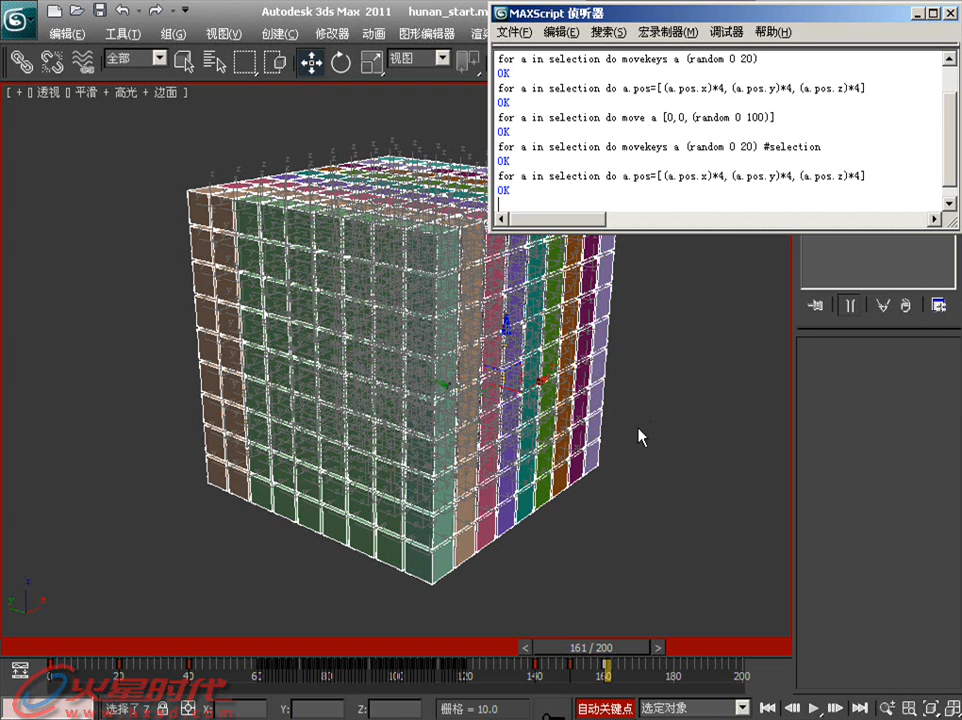 Autodesk 3ds Max 2011 hunan_start.m
编辑(E) 工具(T) 组(G) 视图(V) 创建(C) 修改器 动画 图形编辑器 渲
全部
视图
[ + [] 透视 ] 平滑 + 高光 + 边面 ]
MAXScript 侦听器
文件(F) 编辑(E) 搜索(S) 宏录制器(M) 调试器 帮助(H)
for a in selection do movekeys a (random 0 20)
OK
for a in selection do a.pos=[(a.pos.x)*4,(a.pos.y)*4,(a.pos.z)*4]
OK
for a in selection do move a [0,0,(random 0 100)]
OK
for a in selection do movekeys a (random 0 20) #selection
OK
for a in selection do a.pos=[(a.pos.x)*4,(a.pos.y)*4,(a.pos.z)*4]
OK
z
y
x
< 161 / 200 >
20 40 60 80 100 120 140 160 180 200
火星时代
选择了 7 X: Y: Z: 栅格 = 10.0 自动关键点 选定对象